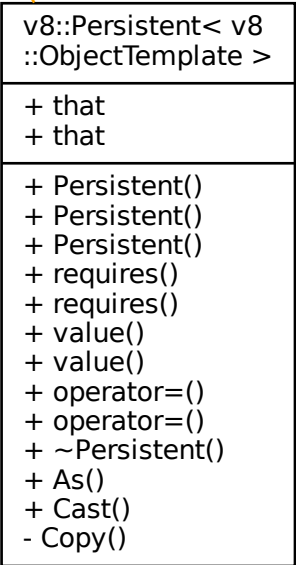 v8::Persistent< v8
::ObjectTemplate >
+ that
+ that
+ Persistent()
+ Persistent()
+ Persistent()
+ requires()
+ requires()
+ value()
+ value()
+ operator=()
+ operator=()
+ ~Persistent()
+ As()
+ Cast()
- Copy()